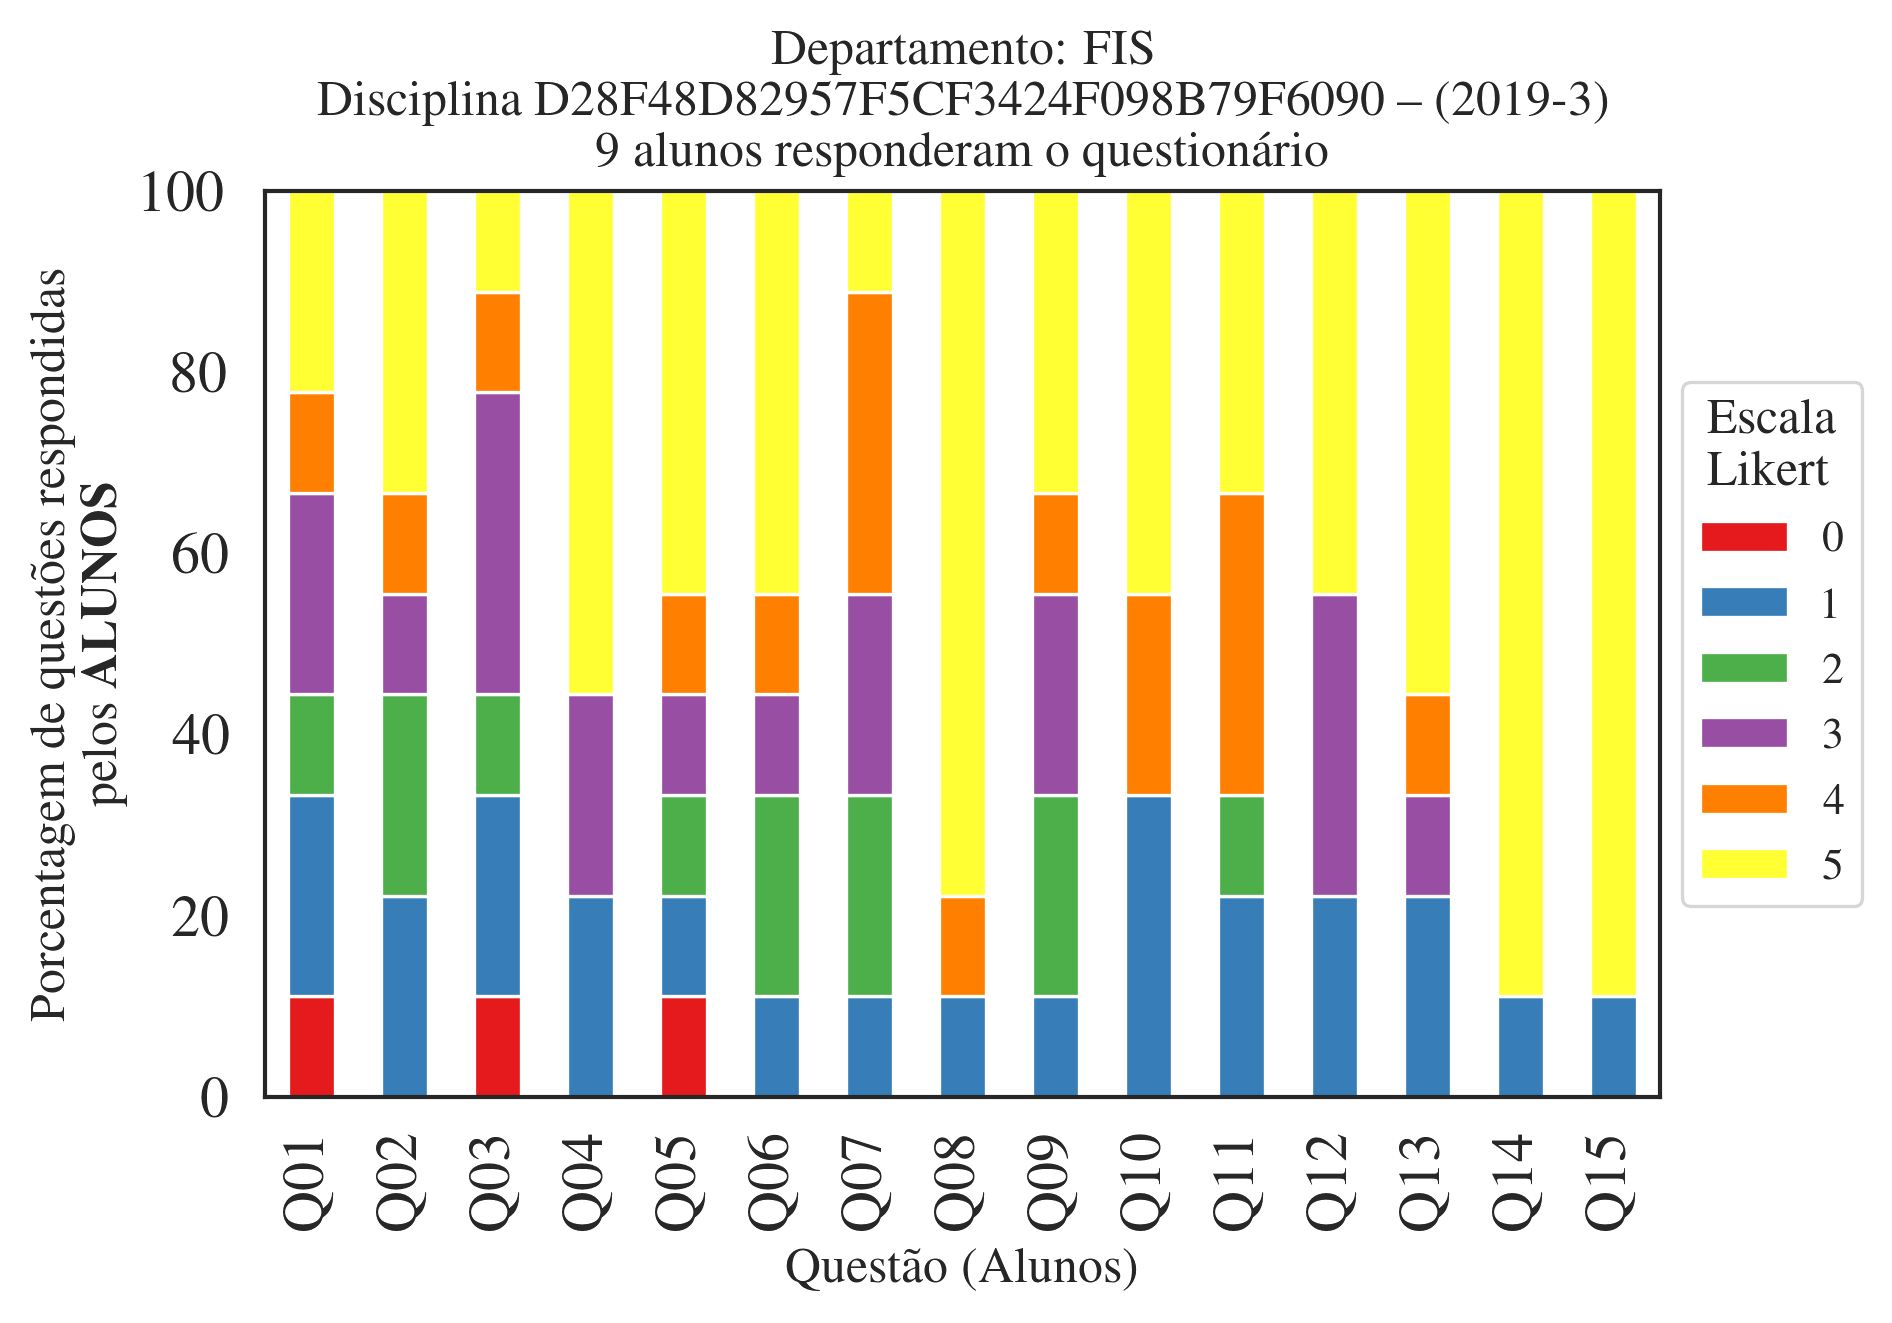 Departamento: FIS
Disciplina D28F48D82957F5CF3424F098B79F6090 – (2019-3)
9 alunos responderam o questionário
Porcentagem de questões respondidas
pelos ALUNOS
100
80
60
40
20
0
Q01
Q02
Q03
Q04
Q05
Q06
Q07
Q08
Q09
Q10
Q11
Q12
Q13
Q14
Q15
Questão (Alunos)
Escala
Likert
0
1
2
3
4
5